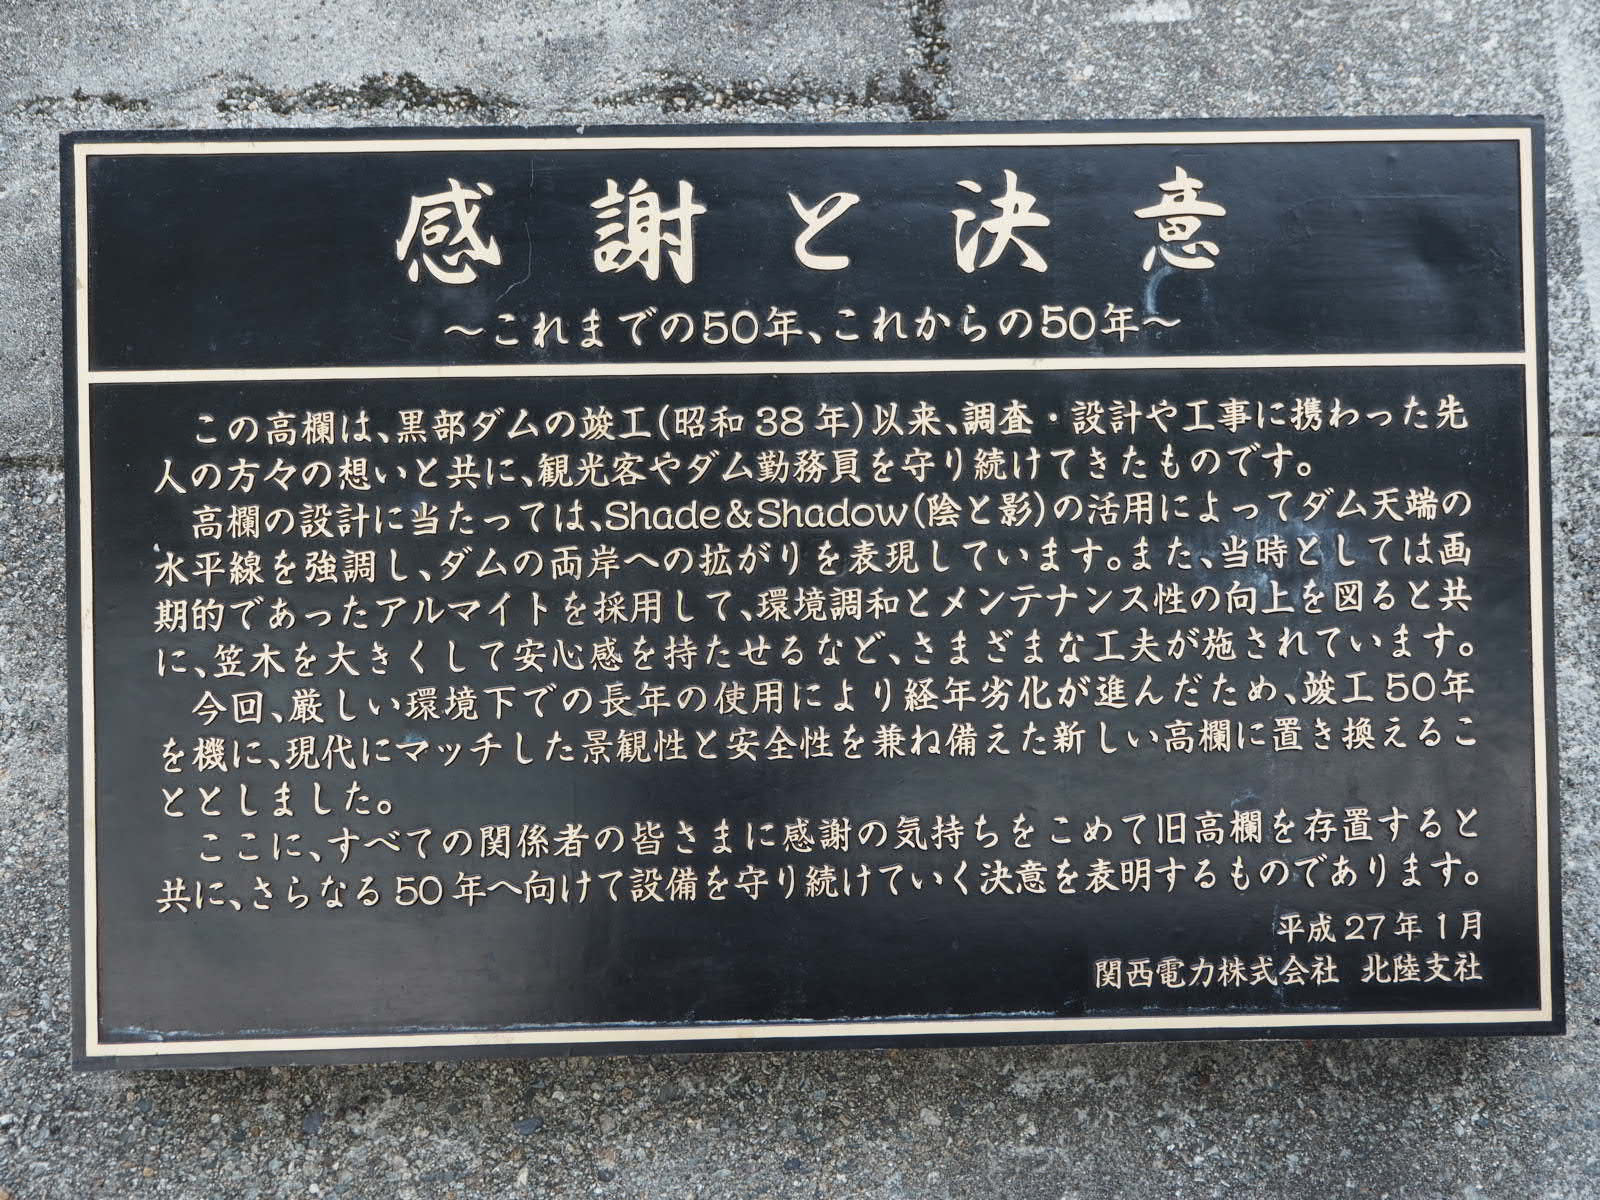 感謝と決意
～これまでの50年、これからの50年～
この高欄は、黒部ダムの竣工(昭和38年)以来、調査・設計や工事に携わった先
人の方々の想いと共に、観光客やダム勤務員を守り続けてきたものです。
高欄の設計に当たっては、Shade&Shadow(陰と影)の活用によってダム天端の
水平線を強調し、ダムの両岸への拡がりを表現しています。また、当時としては画
期的であったアルマイトを採用して、環境調和とメンテナンス性の向上を図ると共
に、笠木を大きくして安心感を持たせるなど、さまざまな工夫が施されています。
今回、厳しい環境下での長年の使用により経年劣化が進んだため、竣工50年
を機に、現代にマッチした景観性と安全性を兼ね備えた新しい高欄に置き換えるこ
ととしました。
ここに、すべての関係者の皆さまに感謝の気持ちをこめて旧高欄を存置すると
共に、さらなる50年へ向けて設備を守り続けていく決意を表明するものであります。
平成27年1月
関西電力株式会社 北陸支社